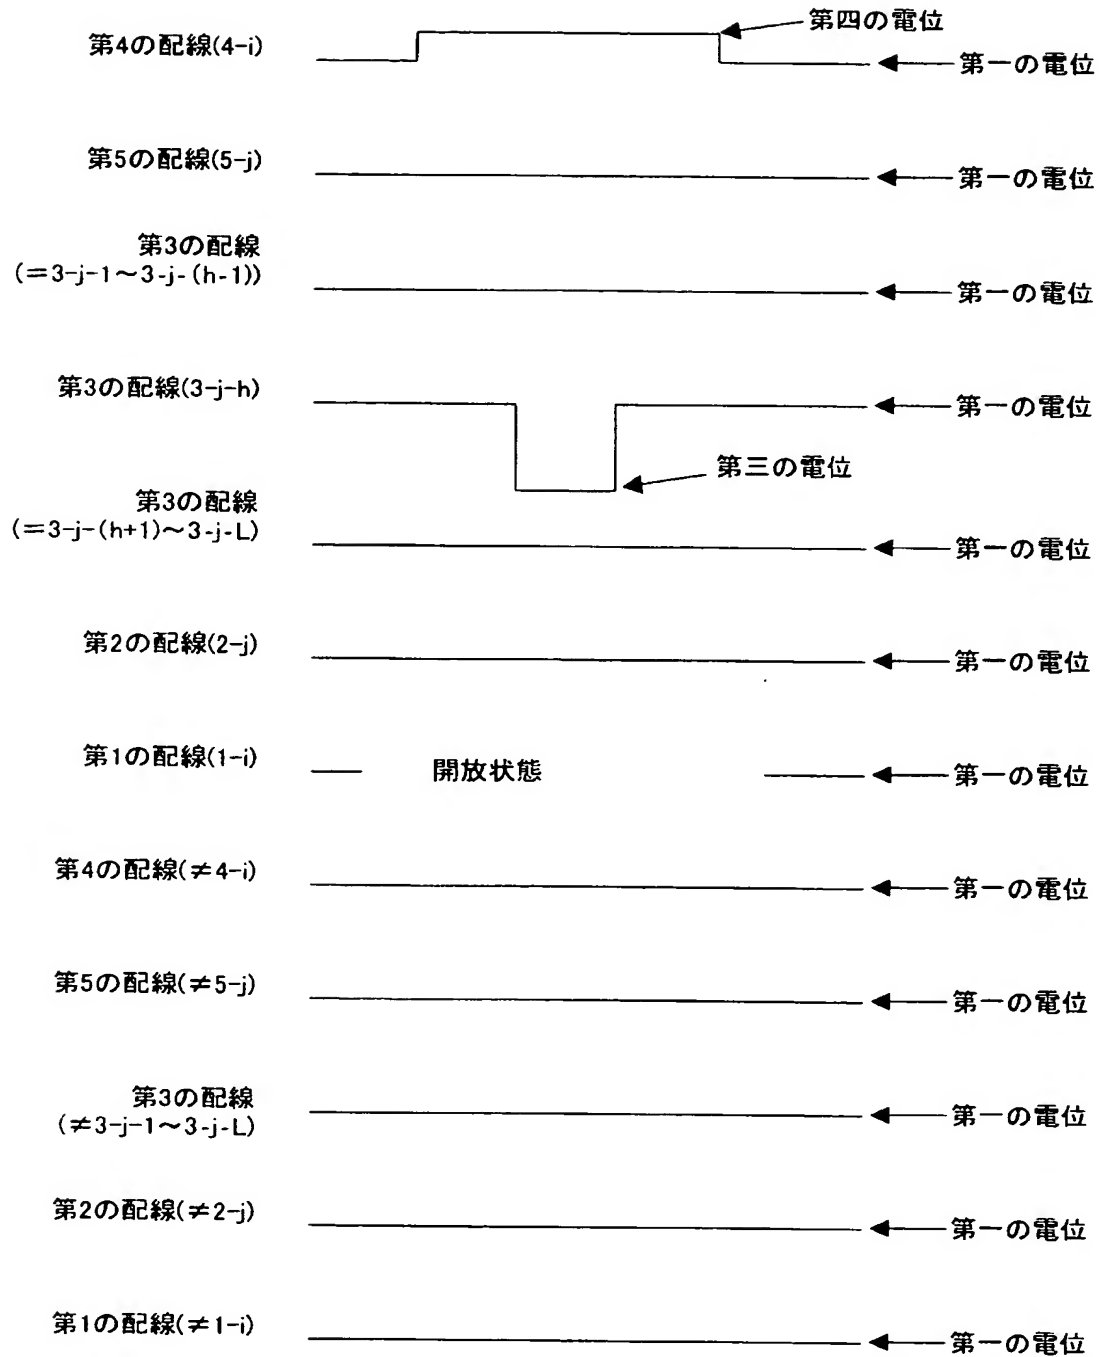 第四の電位
第4の配線(4-i)
第一の電位
第5の配線(5-j)
第一の電位
第3の配線
(=3-j-1~3-j-(h-1))
第一の電位
第3の配線(3-j-h)
第一の電位
第三の電位
第3の配線
(=3-j-(h+1)~3-j-L)
第一の電位
第2の配線(2-j)
第一の電位
第1の配線(1-i)
開放状態
第一の電位
第4の配線(≠4-i)
第一の電位
第5の配線(≠5-j)
第一の電位
第3の配線
(≠3-j-1~3-j-L)
第一の電位
第2の配線(≠2-j)
第一の電位
第1の配線(≠1-i)
第一の電位